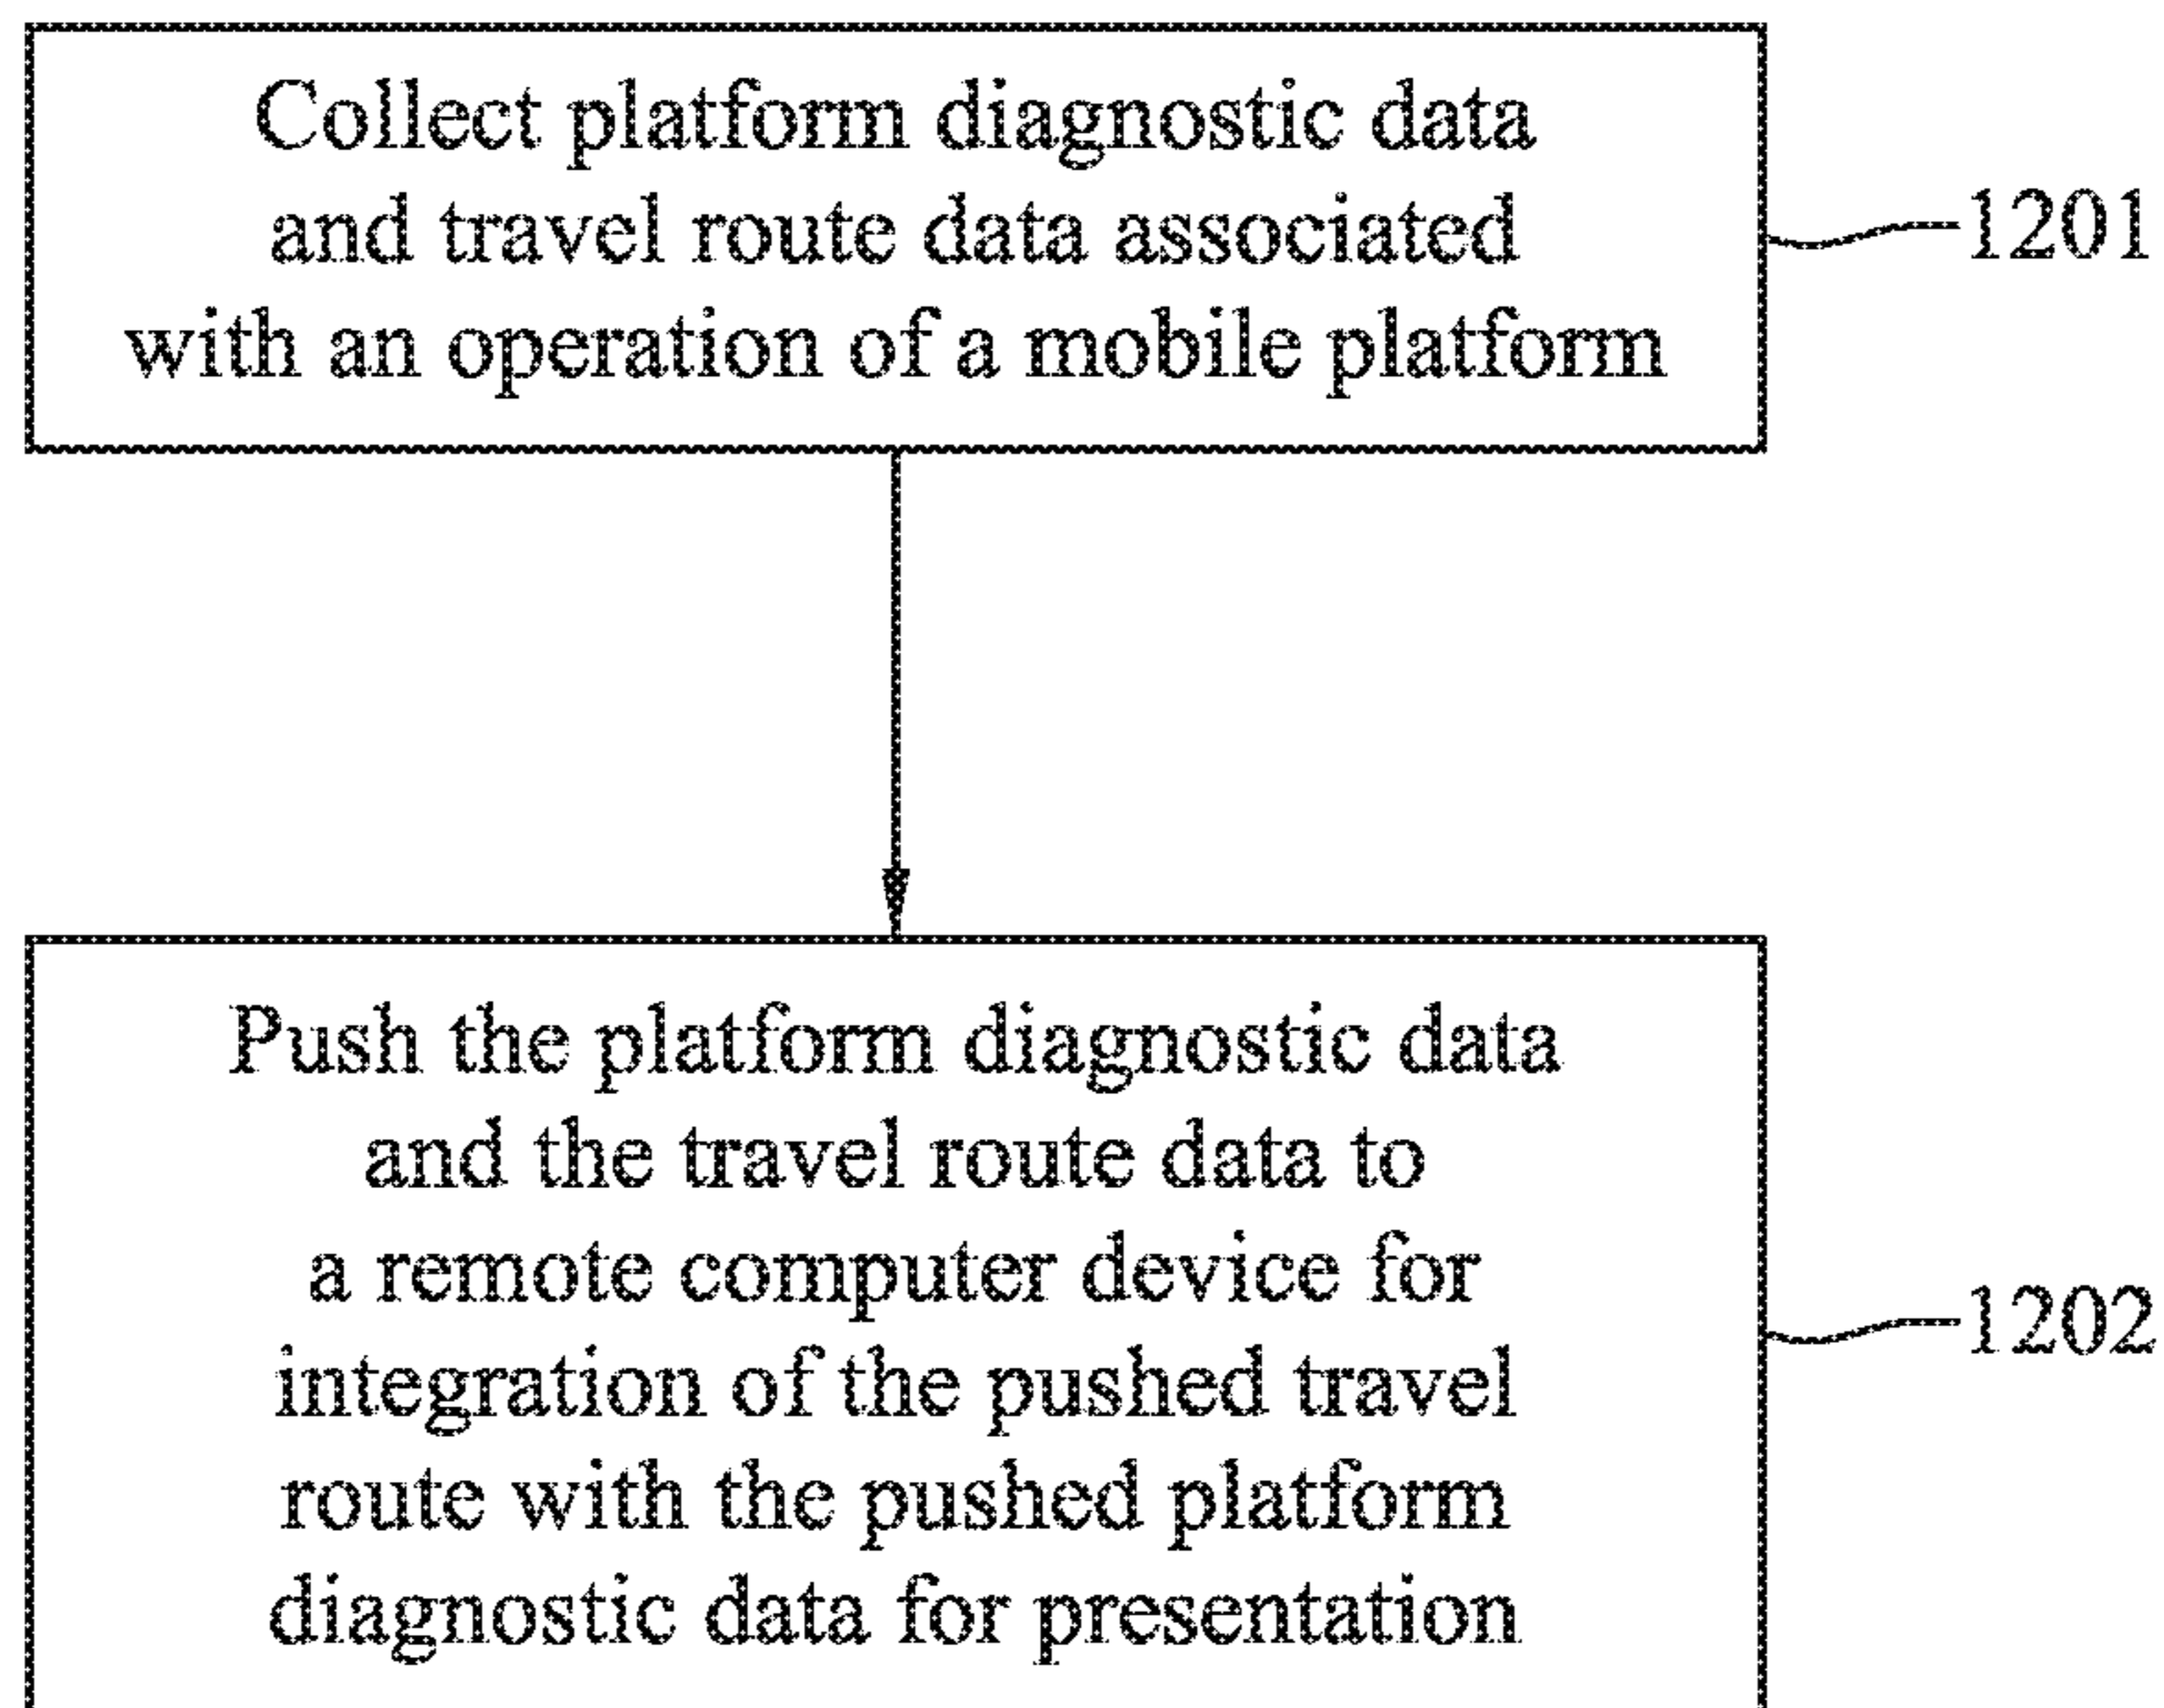 Collect platform diagnostic data
and travel route data associated
with an operation of a mobile platform
1201
Push the platform diagnostic data
and the travel route data to
a remote computer device for
integration of the pushed travel
route with the pushed platform
diagnostic data for presentation
1202